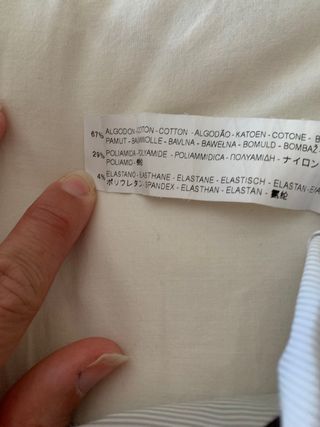 67% ALGODON - COTON - COTTON - ALGODÃO - KATOEN - COTONE -
PAMUT - BAUMWOLLE - BAVLNA - BAWEŁNA - BOMULD - BOMBAŽ
29% POLIAMIDA - POLYAMIDE - POLIAMMIDICA - ΠΟΛΥΑΜΙΔΗ - ナイロン
POLIAMID -
4% ELASTANO - ELASTHANE - ELASTANE - ELASTISCH - ELASTAN -
ポリウレタン - SPANDEX - ELASTHAN - ELASTAN - 氨纶